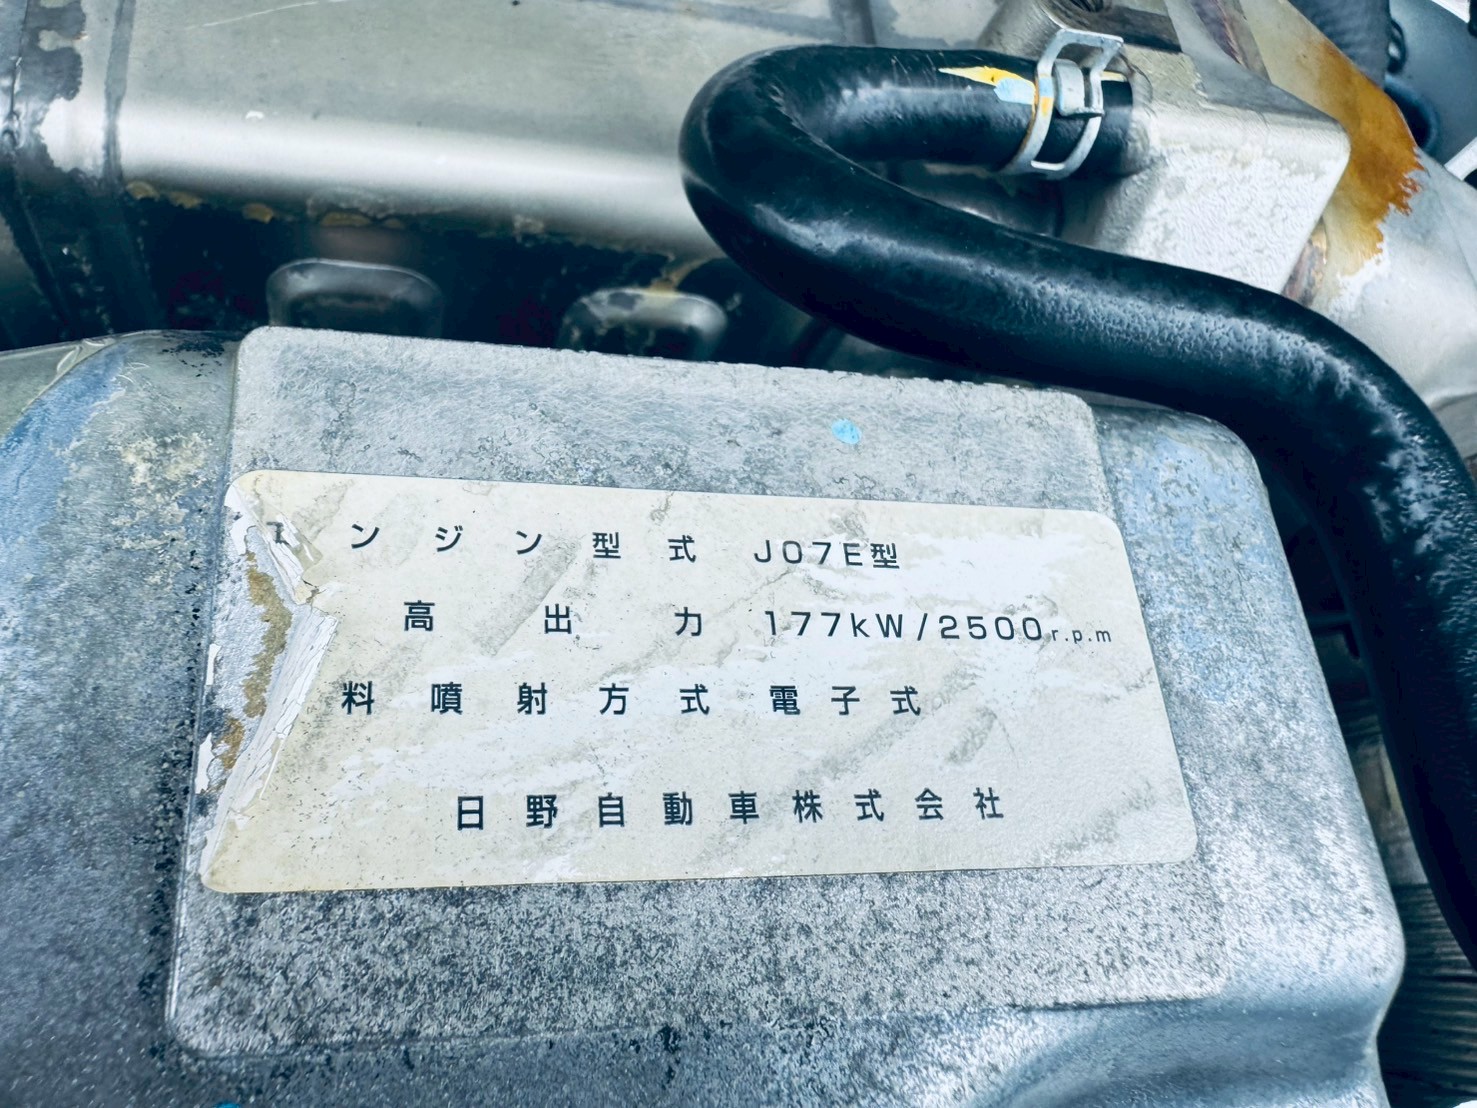 エンジン型式 J07E型
高出力 177kW/2500r.p.m
料噴射方式 電子式
日野自動車株式会社